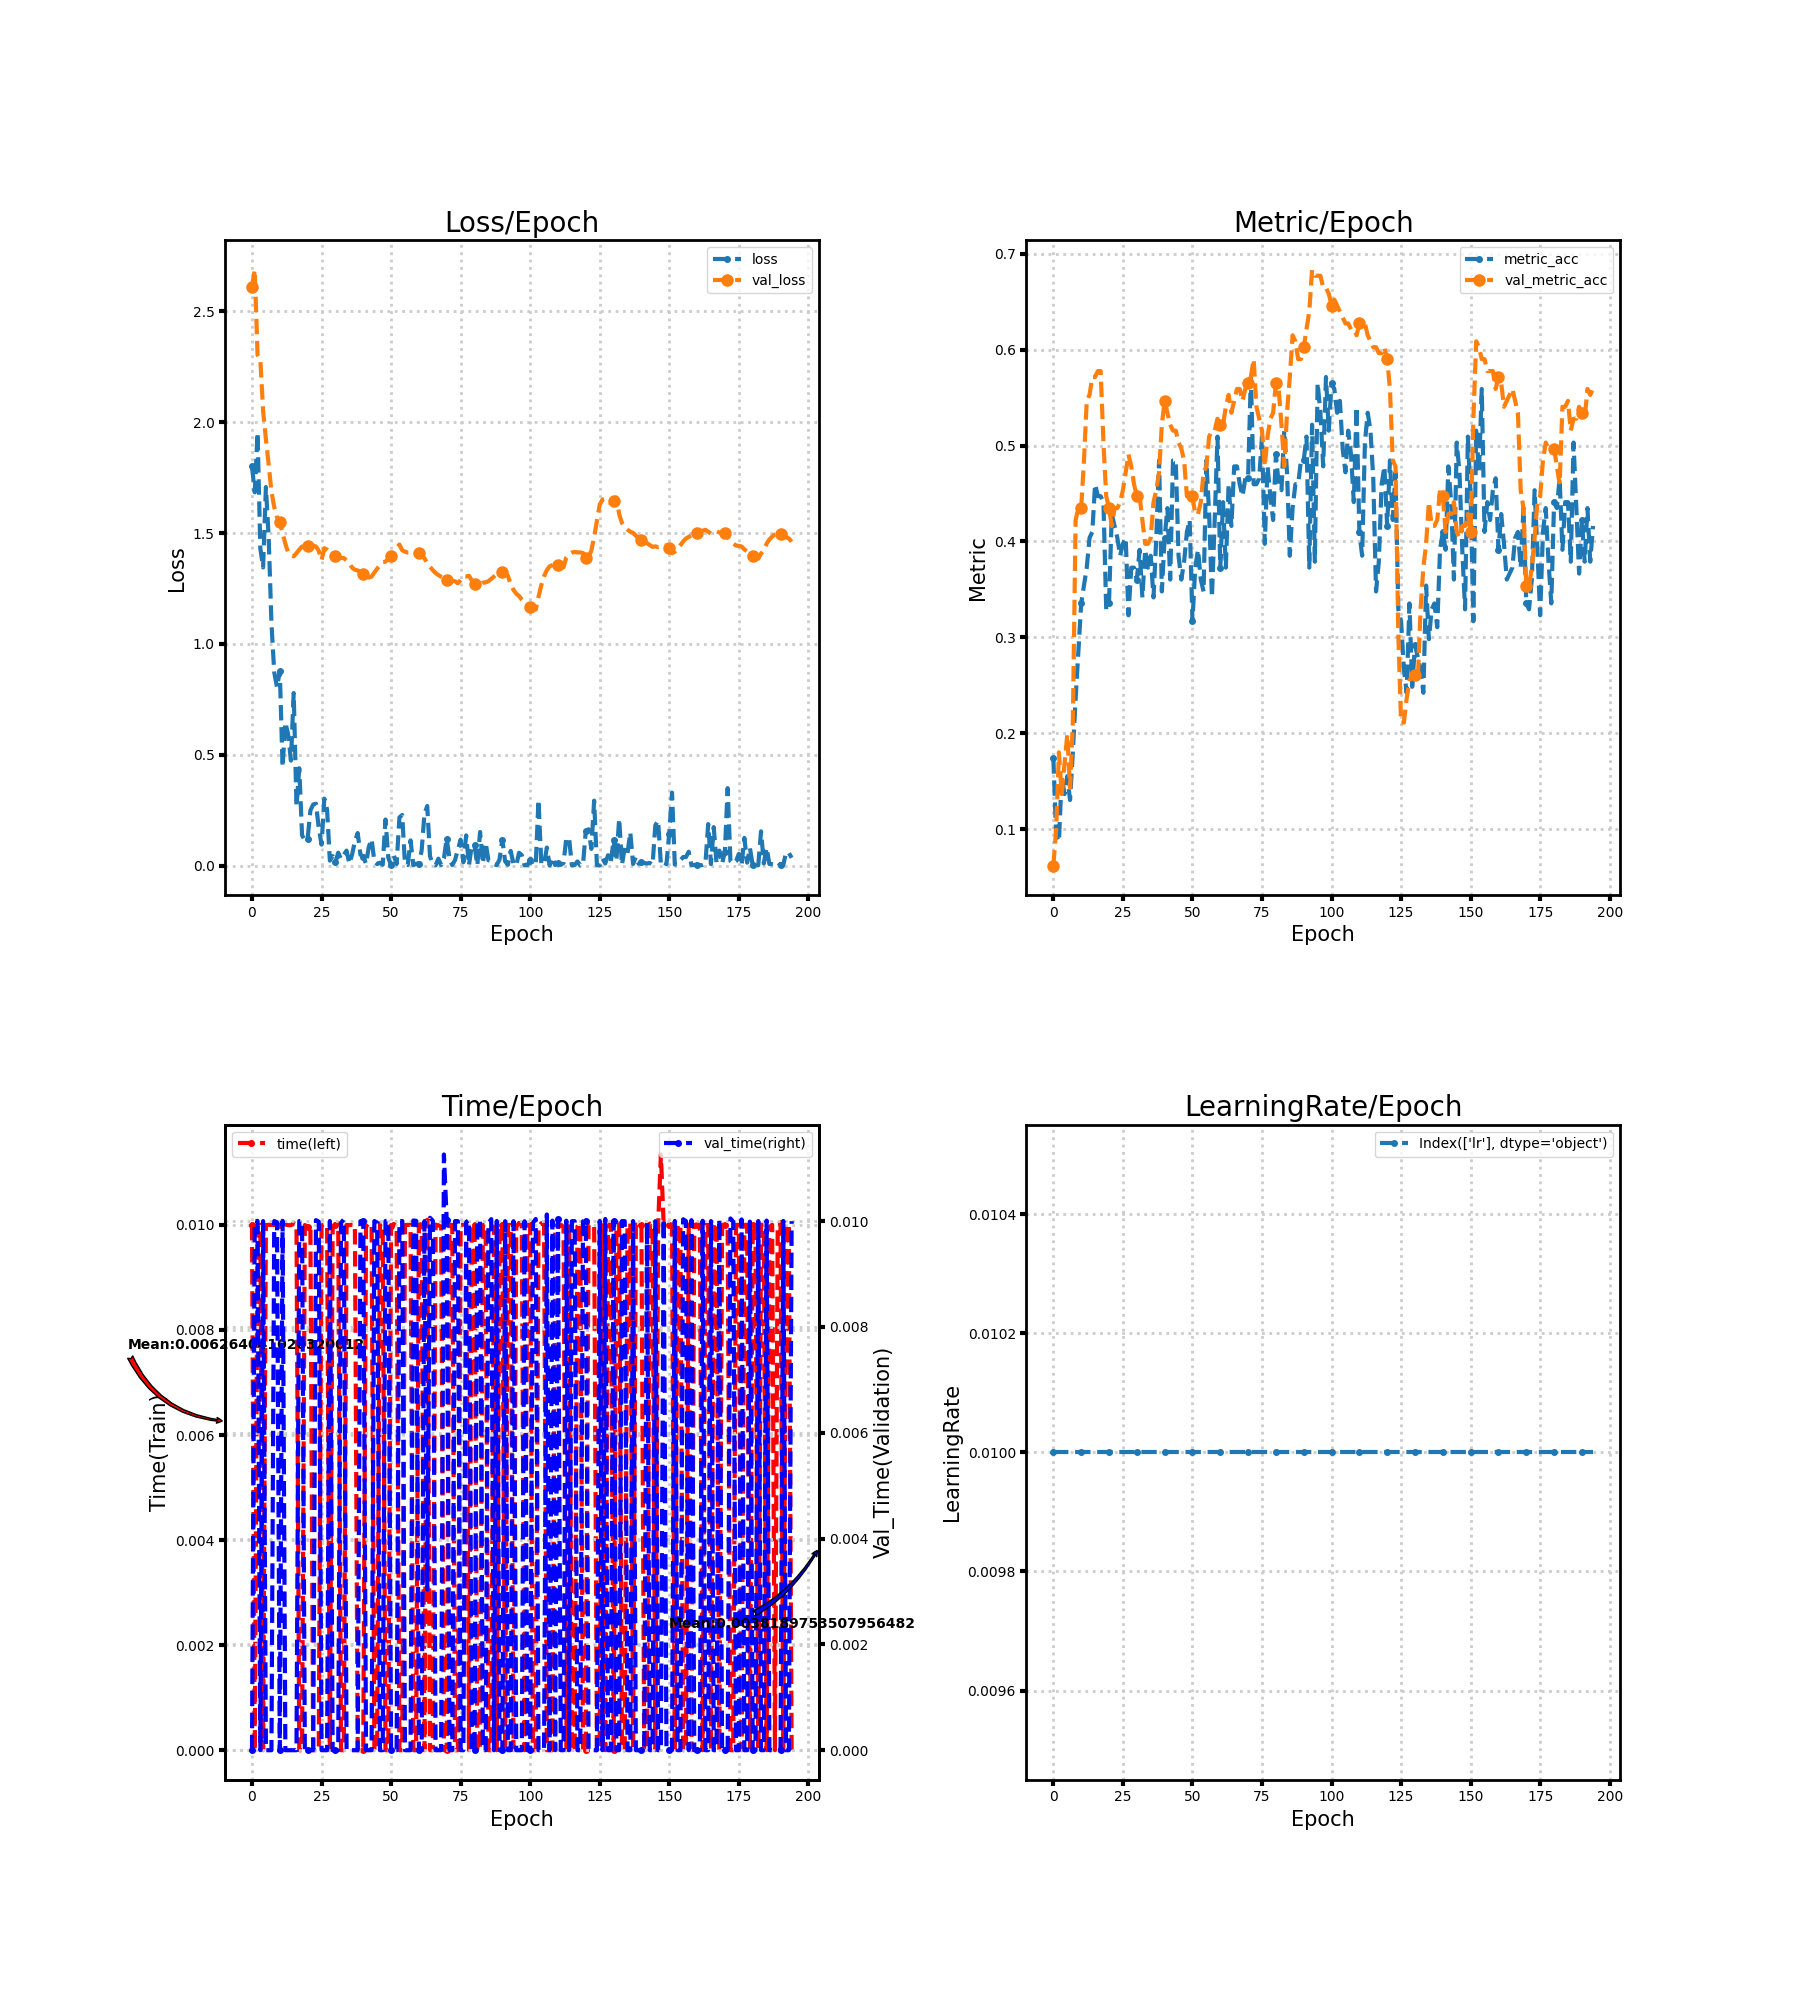 Loss/Epoch
loss
val_loss
2.5
2.0
1.5
1.0
0.5
0.0
Loss
0 25 50 75 100 125 150 175 200
Epoch
Metric/Epoch
metric_acc
val_metric_acc
0.7
0.6
0.5
0.4
0.3
0.2
0.1
Metric
0 25 50 75 100 125 150 175 200
Epoch
Time/Epoch
time(left)
val_time(right)
0.010
0.008
0.006
0.004
0.002
0.000
Time(Train)
0.010
0.008
0.006
0.004
0.002
0.000
Val_Time(Validation)
0 25 50 75 100 125 150 175 200
Epoch
LearningRate/Epoch
Index(['lr'], dtype='object')
0.0104
0.0102
0.0100
0.0098
0.0096
LearningRate
0 25 50 75 100 125 150 175 200
Epoch